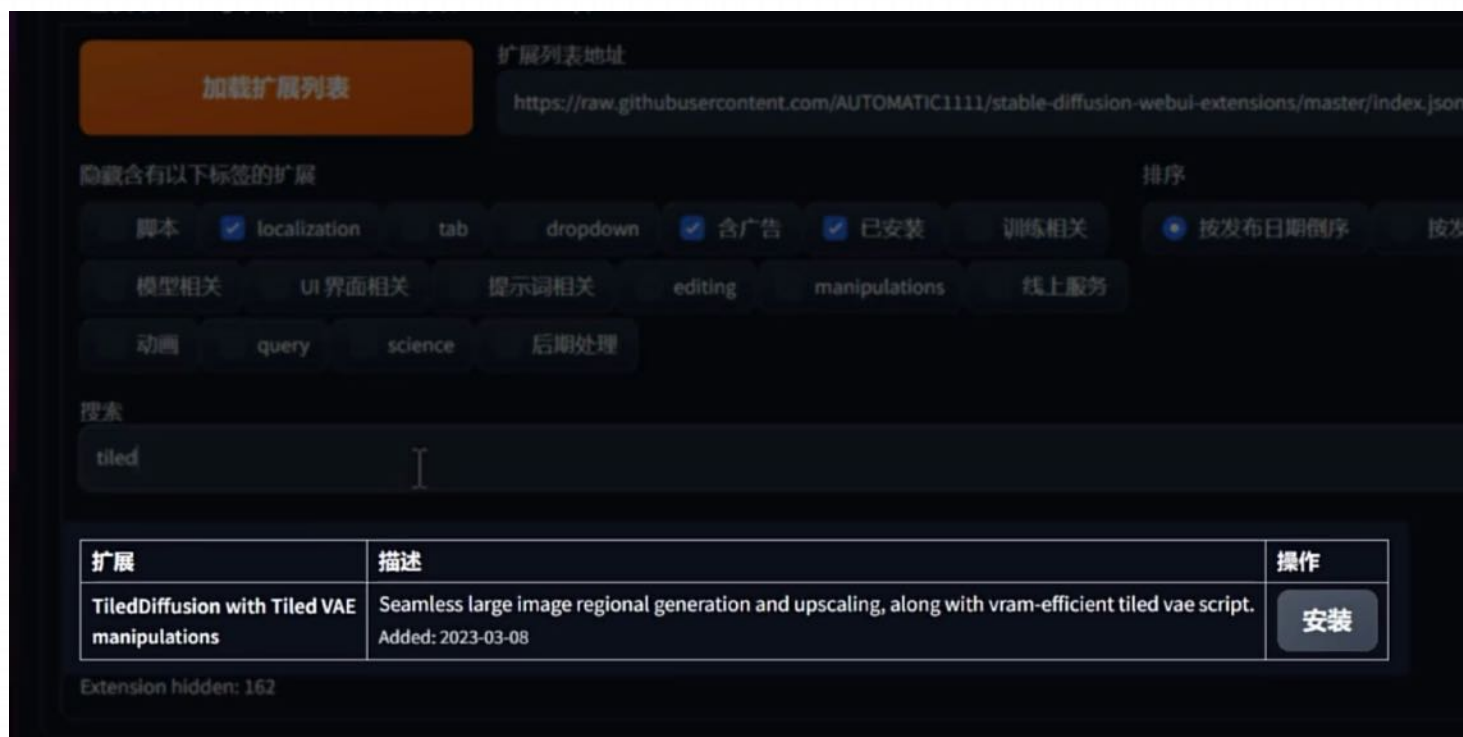 加载扩展列表
扩展列表地址
https://raw.githubusercontent.com/AUTOMATIC1111/stable-diffusion-webui-extensions/master/index.json
隐藏含有以下标签的扩展
排序
脚本 localization tab dropdown 含广告 已安装 训练相关
按发布日期倒序 按发
模型相关 UI 界面相关 提示词相关 editing manipulations 线上服务
动画 query science 后期处理
搜索
tiled
扩展 描述 操作
TiledDiffusion with Tiled VAE Seamless large image regional generation and upscaling, along with vram-efficient tiled vae script. 安装
manipulations Added: 2023-03-08
Extension hidden: 162